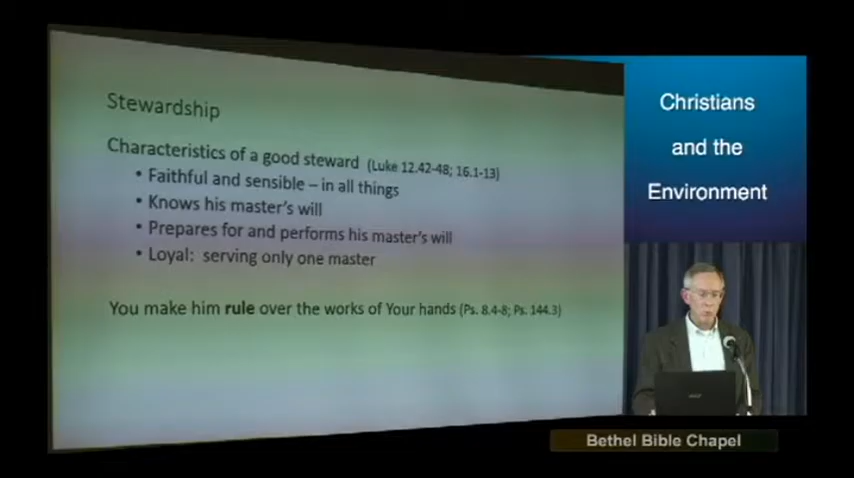 Stewardship
Characteristics of a good steward (Luke 12.42-48; 16.1-13)
• Faithful and sensible – in all things
• Knows his master's will
• Prepares for and performs his master's will
• Loyal: serving only one master
You make him rule over the works of Your hands (Ps. 8.4-8; Ps. 144.3)
Christians
and the
Environment
Bethel Bible Chapel